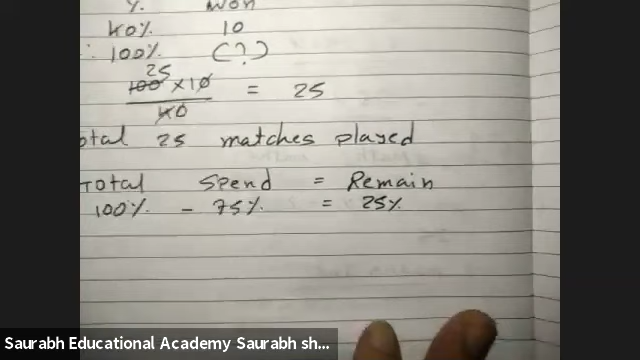 % Won
40% 10
∴ 100% (?)
25
100 × 10 = 25
40
otal 25 matches played
Total Spend = Remain
100% - 75% = 25%
Saurabh Educational Academy Saurabh sh...